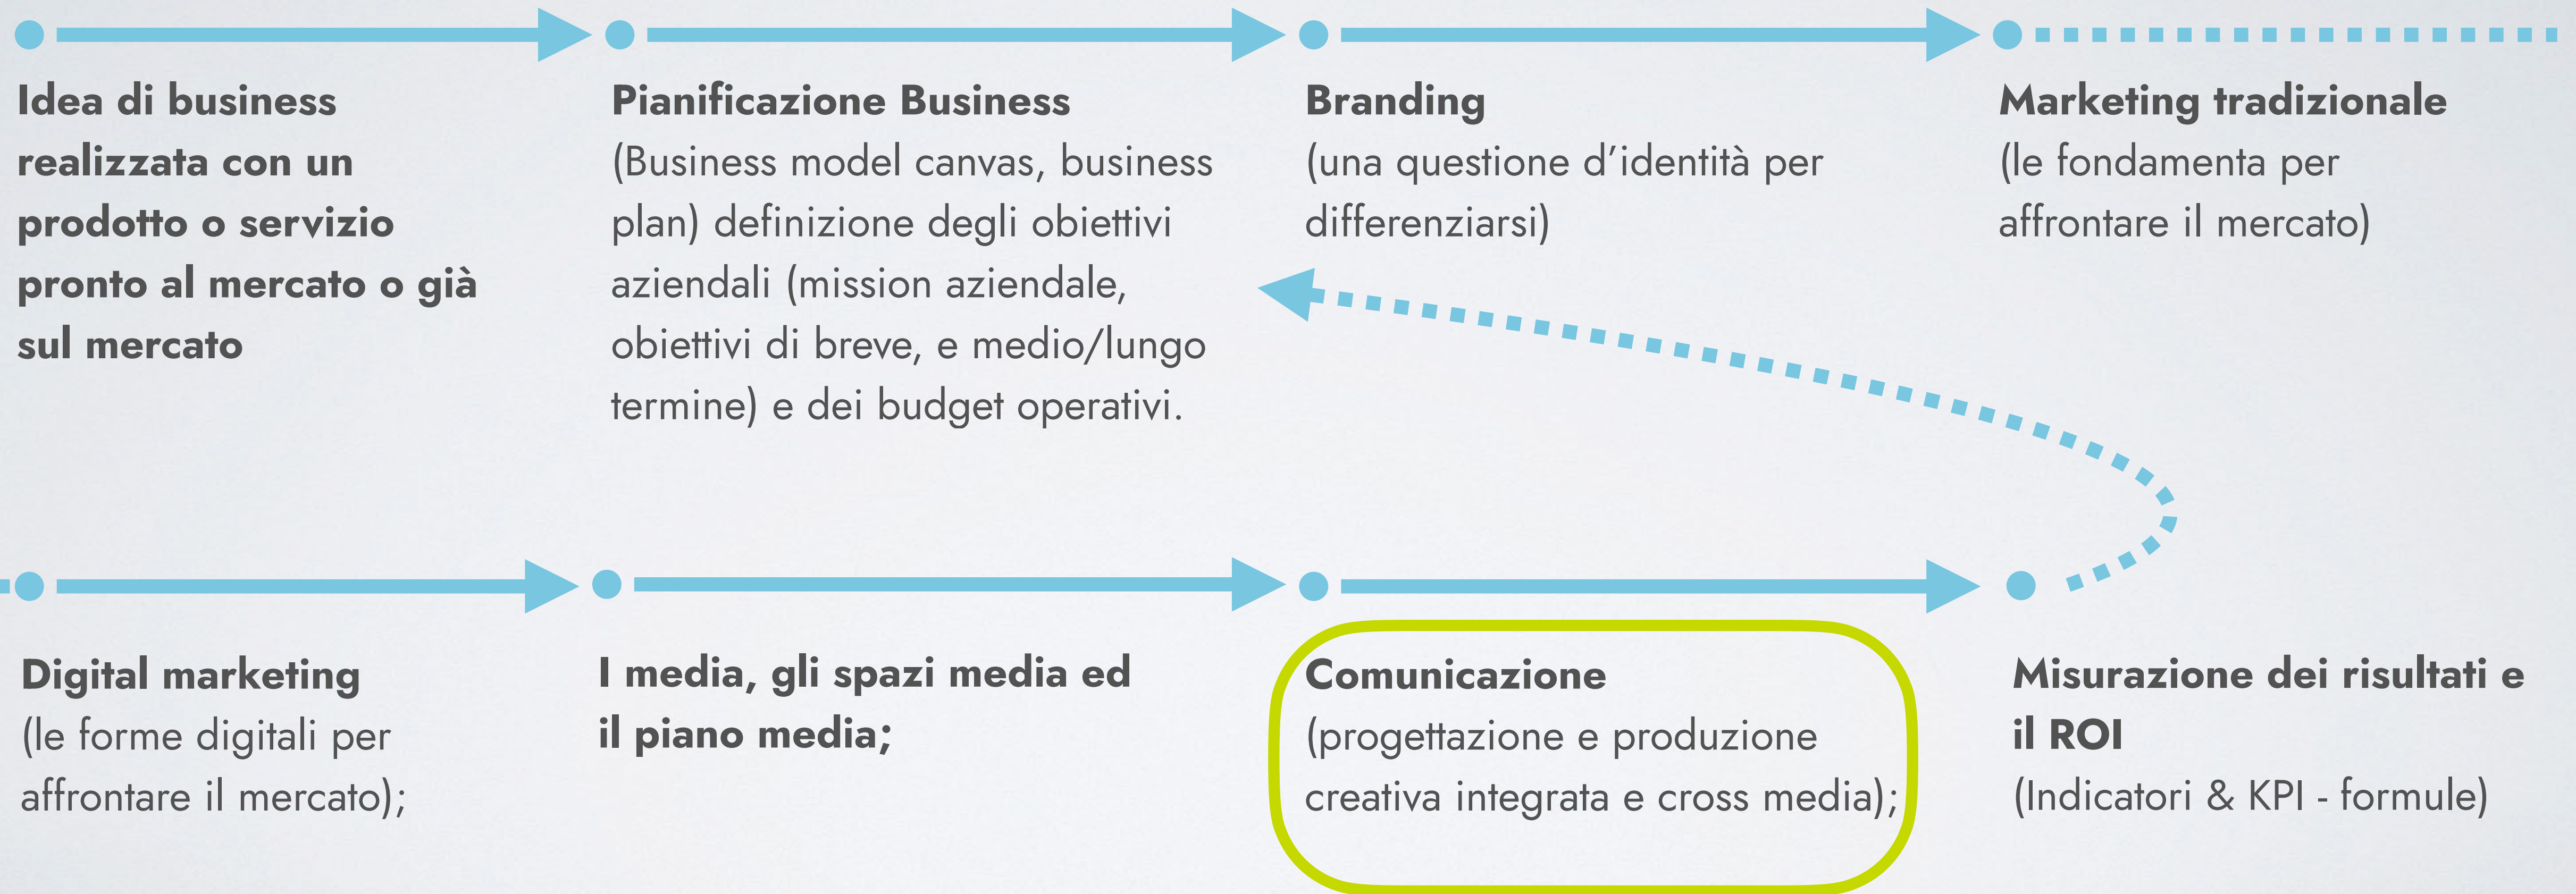 Idea di business
realizzata con un
prodotto o servizio
pronto al mercato o già
sul mercato
Pianificazione Business
(Business model canvas, business
plan) definizione degli obiettivi
aziendali (mission aziendale,
obiettivi di breve, e medio/lungo
termine) e dei budget operativi.
Branding
(una questione d'identità per
differenziarsi)
Marketing tradizionale
(le fondamenta per
affrontare il mercato)
Digital marketing
(le forme digitali per
affrontare il mercato);
I media, gli spazi media ed
il piano media;
Comunicazione
(progettazione e produzione
creativa integrata e cross media);
Misurazione dei risultati e
il ROI
(Indicatori & KPI - formule)